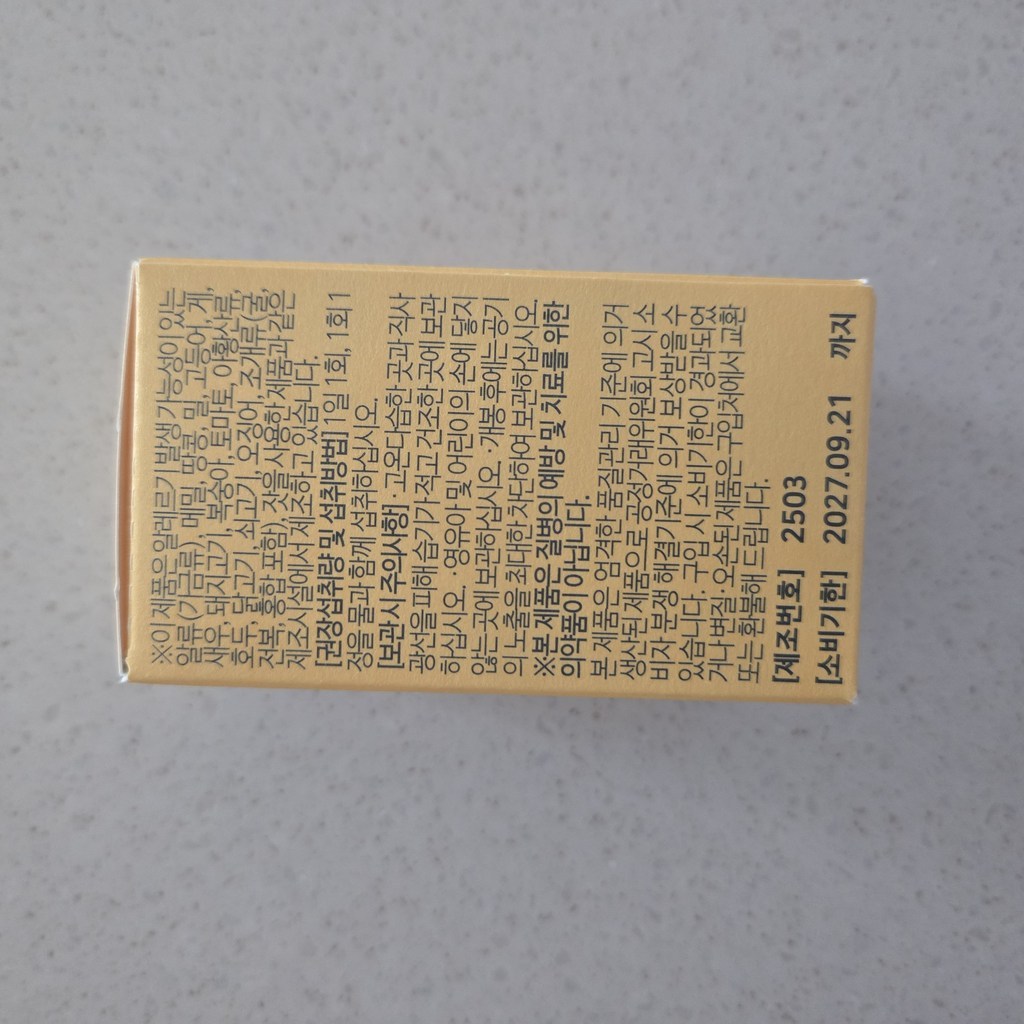 ※이 제품은 알레르기 발생 가능성이 있는
알류(가금류), 메밀, 땅콩, 밀, 고등어, 게,
새우, 돼지고기, 복숭아, 토마토, 아황산류,
호두, 닭고기, 쇠고기, 오징어, 조개류(굴,
전복, 홍합 포함), 잣을 사용한 제품과 같은
제조시설에서 제조하고 있습니다.
[권장섭취량 및 섭취방법] 1일 1회, 1회 1
정을 물과 함께 섭취하십시오.
[보관 시 주의사항] · 고온다습한 곳과 직사
광선을 피해 습기가 적고 건조한 곳에 보관
하십시오. · 영유아 및 어린이의 손에 닿지
않는 곳에 보관하십시오. · 개봉 후에는 공기
의 노출을 최대한 차단하여 보관하십시오.
※본 제품은 질병의 예방 및 치료를 위한
의약품이 아닙니다.
본 제품은 엄격한 품질관리 기준에 의거
생산된 제품으로 공정거래위원회 고시 소
비자 분쟁 해결기준에 의거 보상받을 수
있습니다. 구입 시 소비기한이 경과되었
거나 변질·오손된 제품은 구입처에서 교환
또는 환불해 드립니다.
[제조번호] 2503
[소비기한] 2027.09.21 까지